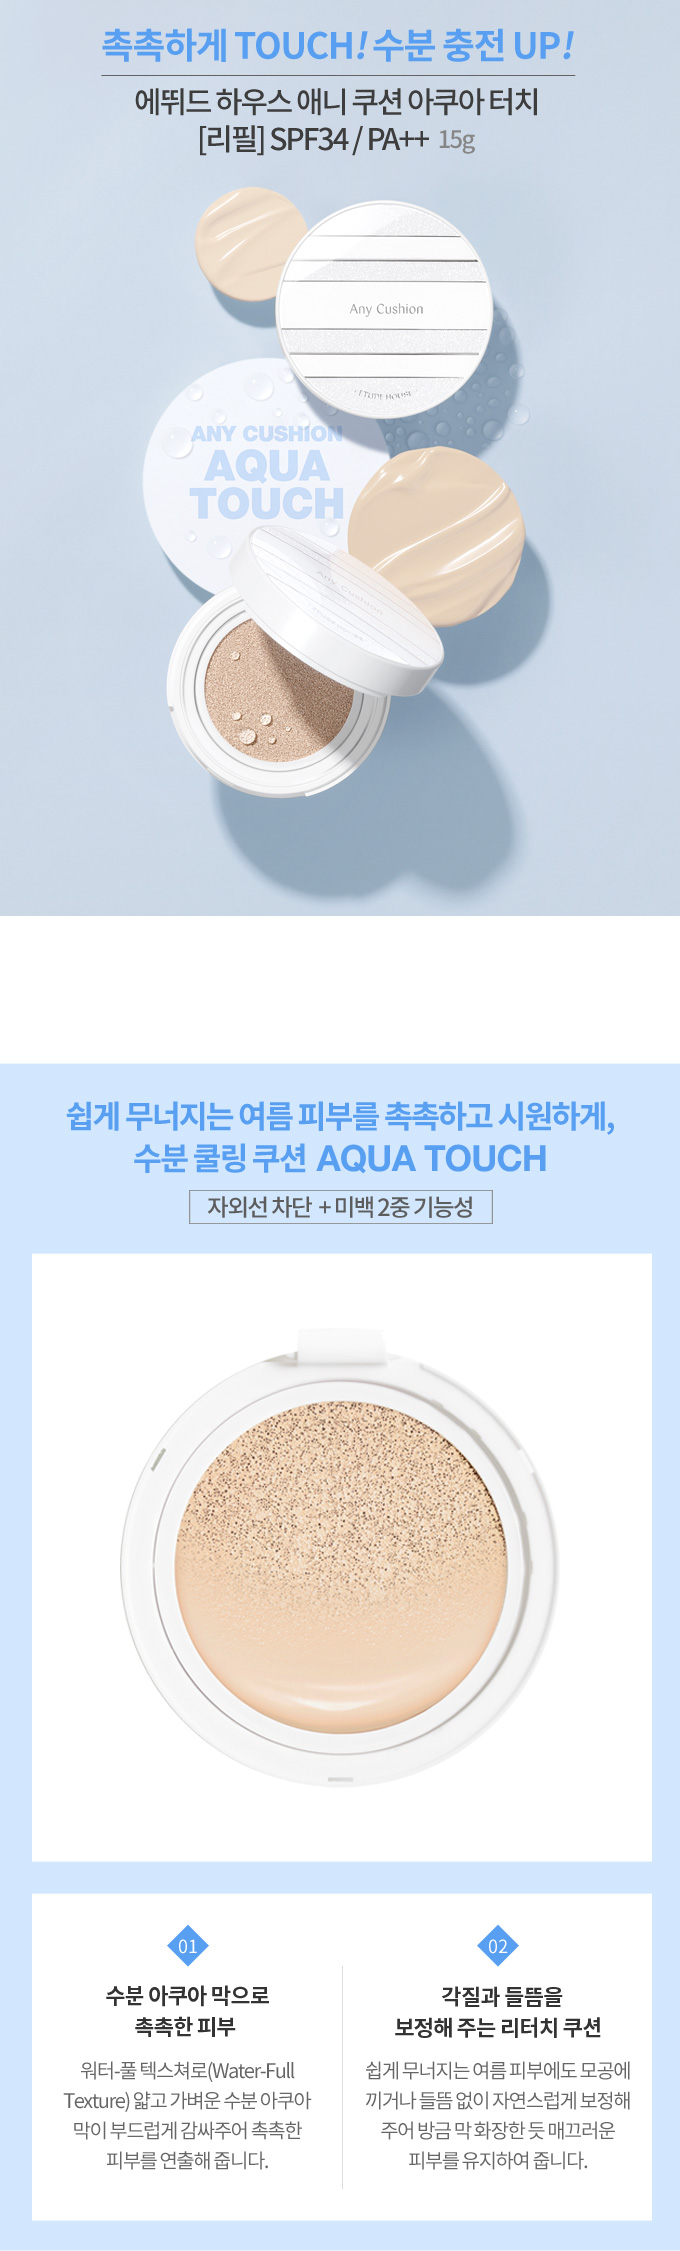 촉촉하게 TOUCH! 수분 충전 UP!
에뛰드 하우스 애니 쿠션 아쿠아 터치
[리필] SPF34 / PA++ 15g
Any Cushion
ETUDE HOUSE
ANY CUSHION
AQUA
TOUCH
Any Cushion
쉽게 무너지는 여름 피부를 촉촉하고 시원하게,
수분 쿨링 쿠션 AQUA TOUCH
자외선 차단 + 미백 2중 기능성
01
수분 아쿠아 막으로
촉촉한 피부
워터-풀 텍스쳐로(Water-Full
Texture) 얇고 가벼운 수분 아쿠아
막이 부드럽게 감싸주어 촉촉한
피부를 연출해 줍니다.
02
각질과 들뜸을
보정해 주는 리터치 쿠션
쉽게 무너지는 여름 피부에도 모공에
끼거나 들뜸 없이 자연스럽게 보정해
주어 방금 막 화장한 듯 매끄러운
피부를 유지하여 줍니다.